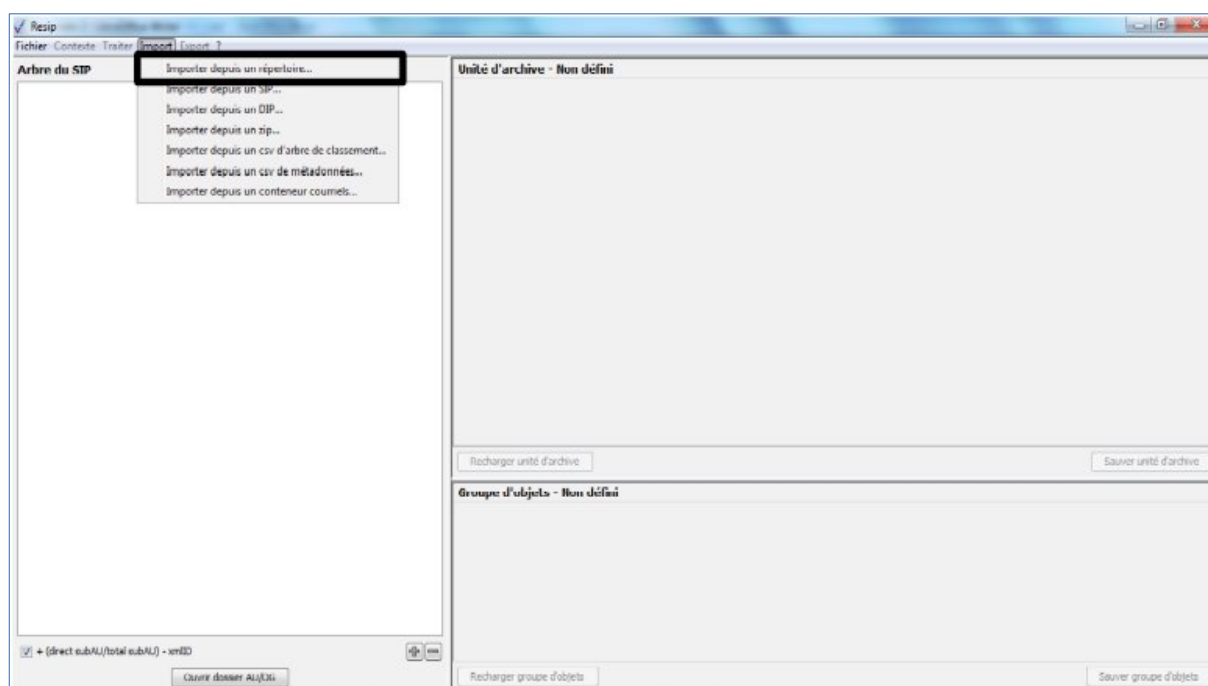 Resip
Fichier Contexte Traiter Import Export ?
Arbre du SIP
Importer depuis un répertoire...
Importer depuis un SIP...
Importer depuis un DIP...
Importer depuis un zip...
Importer depuis un csv d'arbre de classement...
Importer depuis un csv de métadonnées...
Importer depuis un conteneur courriels...
Unité d'archive - Non défini
Recharger unité d'archive
Sauver unité d'archive
Groupe d'objets - Non défini
+ (direct subAU/total subAU) - xmlID
Ouvrir dossier AU/OG
Recharger groupe d'objets
Sauver groupe d'objets